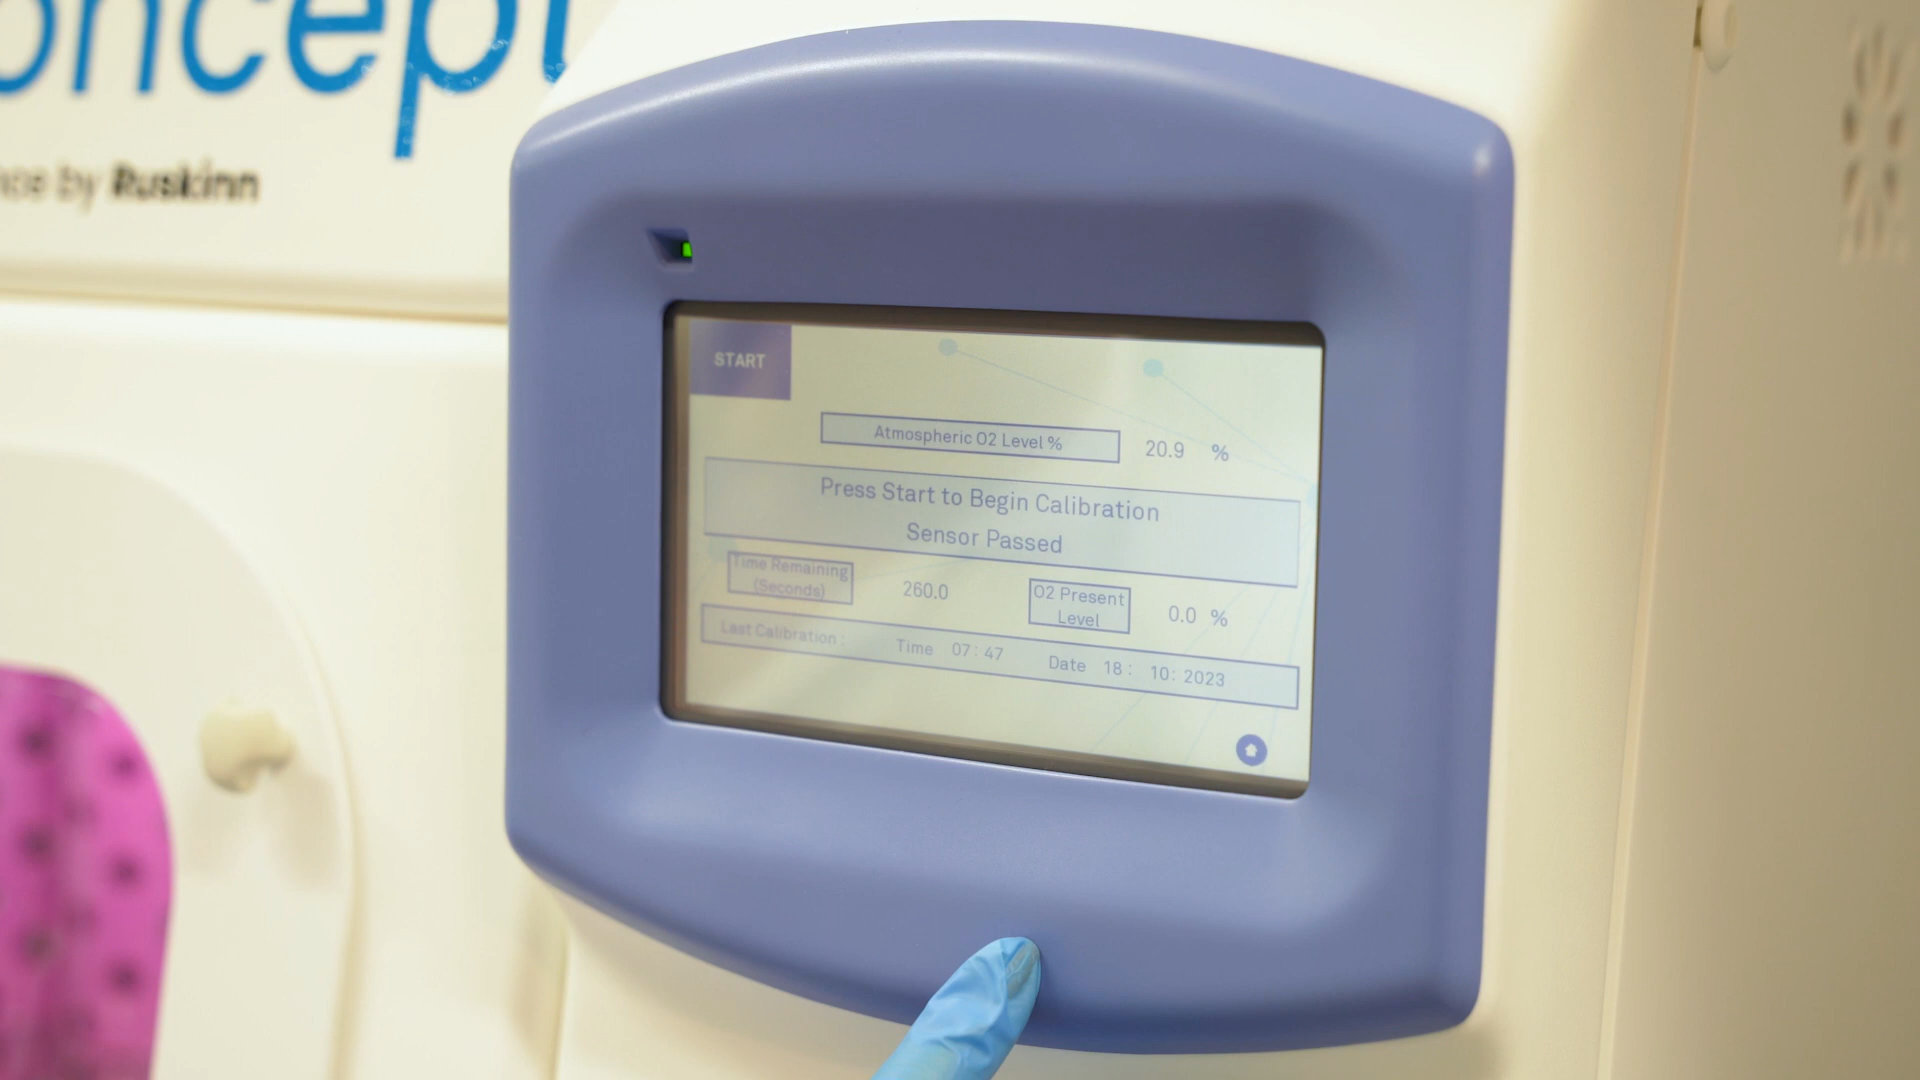 oncept
nce by Ruskinn
START
Atmospheric O2 Level % 20.9 %
Press Start to Begin Calibration
Sensor Passed
Time Remaining
(Seconds) 260.0
O2 Present
Level 0.0 %
Last Calibration : Time 07: 47 Date 18 : 10: 2023